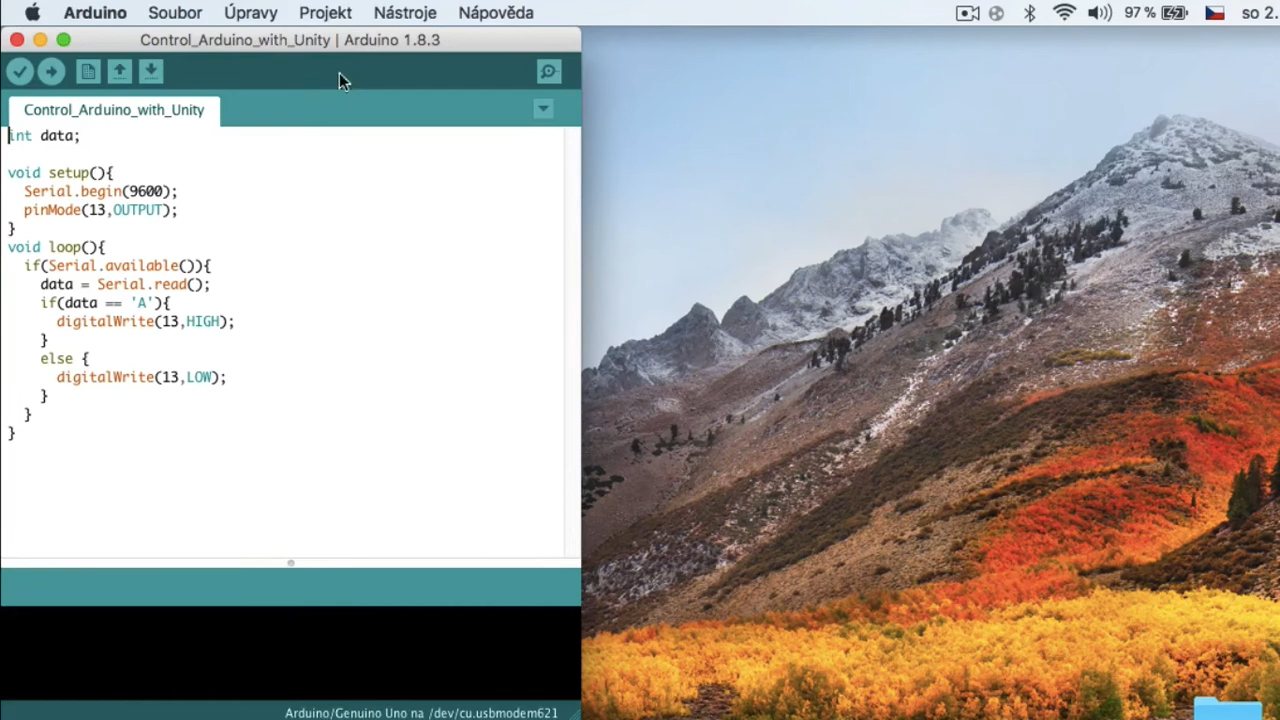 Arduino Soubor Úpravy Projekt Nástroje Nápověda 97 % so 2.
Control_Arduino_with_Unity | Arduino 1.8.3
Control_Arduino_with_Unity
int data;
void setup(){
Serial.begin(9600);
pinMode(13,OUTPUT);
}
void loop(){
if(Serial.available()){
data = Serial.read();
if(data == 'A'){
digitalWrite(13,HIGH);
}
else {
digitalWrite(13,LOW);
}
}
}
Arduino/Genuino Uno na /dev/cu.usbmodem621